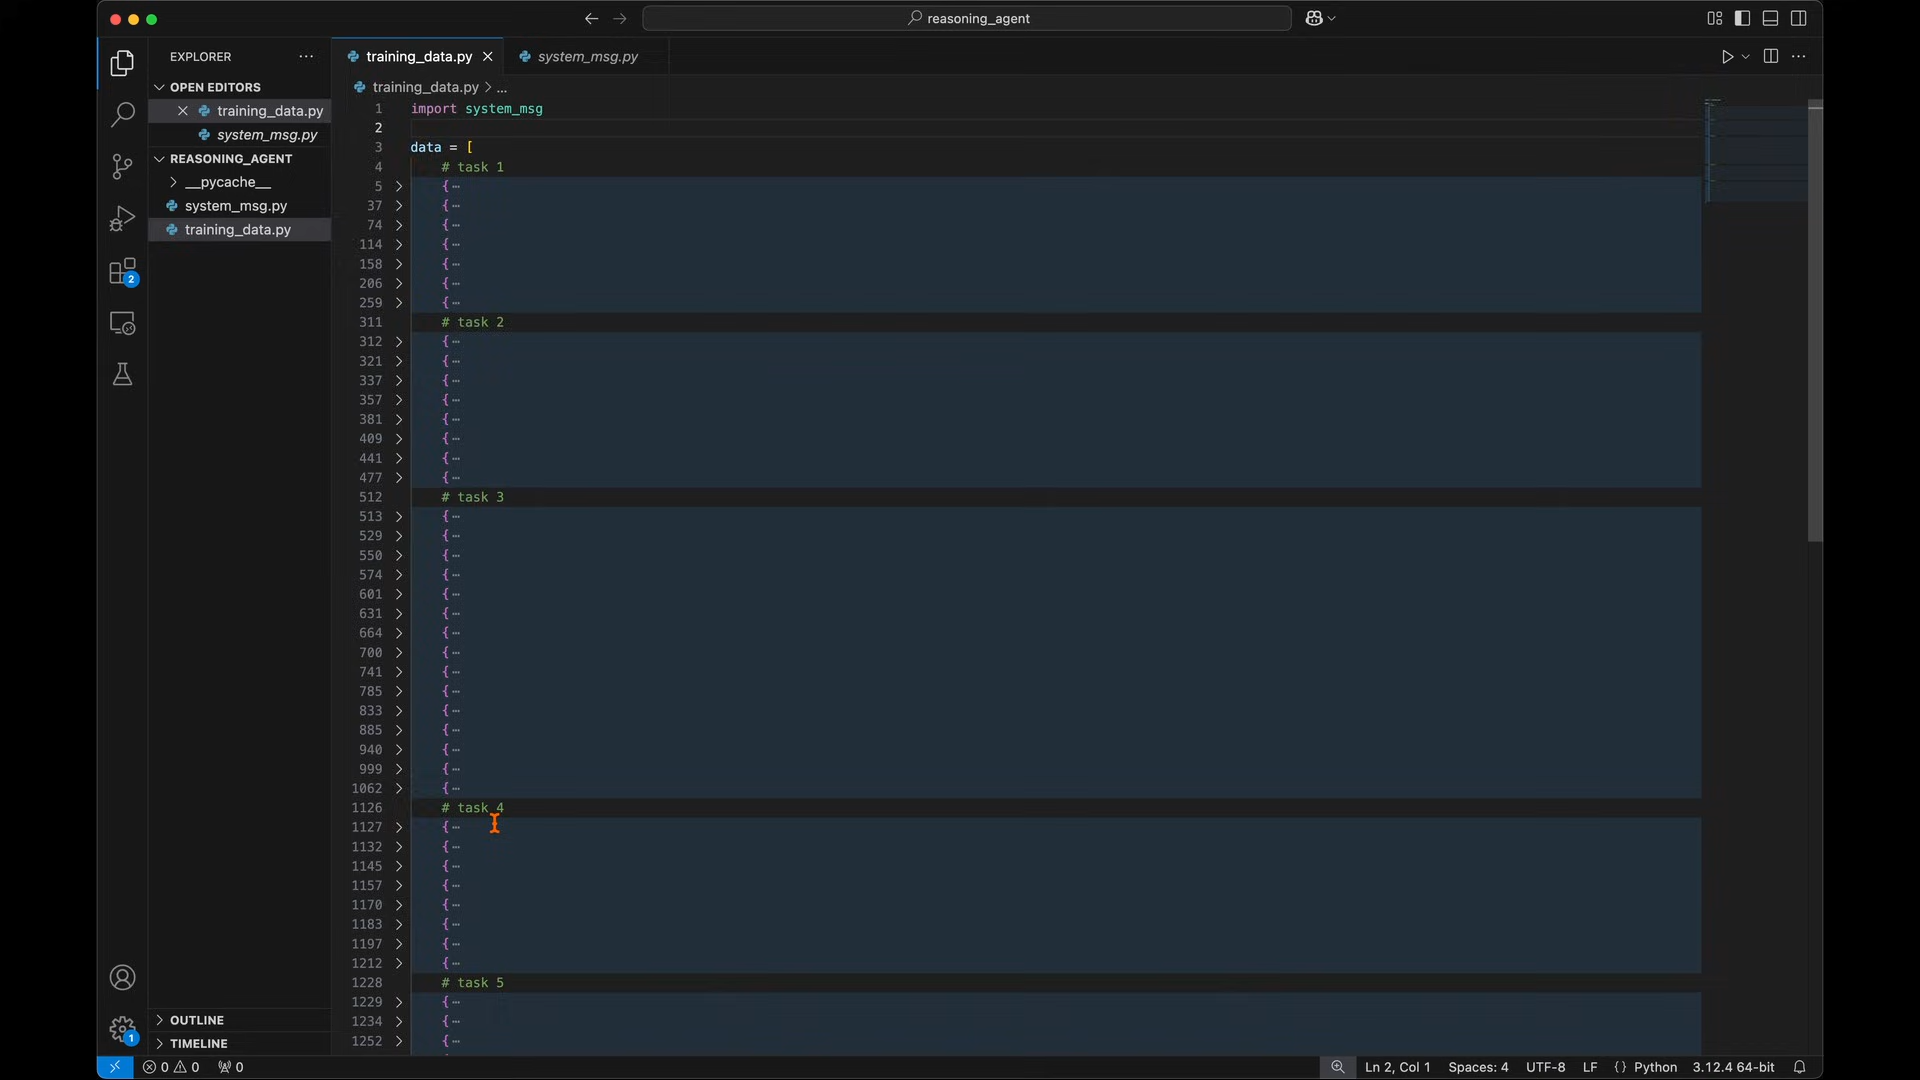 reasoning_agent
EXPLORER
training_data.py
system_msg.py
OPEN EDITORS
training_data.py
system_msg.py
REASONING_AGENT
__pycache__
system_msg.py
training_data.py
training_data.py > ...
1 import system_msg
2
3 data = [
4 # task 1
5 {
37 {
74 {
114 {
158 {
206 {
259 {
311 # task 2
312 {
321 {
337 {
357 {
381 {
409 {
441 {
477 {
512 # task 3
513 {
529 {
550 {
574 {
601 {
631 {
664 {
700 {
741 {
785 {
833 {
885 {
940 {
999 {
1062 {
1126 # task 4
1127 {
1132 {
1145 {
1157 {
1170 {
1183 {
1197 {
1212 {
1228 # task 5
1229 {
1234 {
1252 {
2
1
OUTLINE
TIMELINE
0 0 0
Ln 2, Col 1 Spaces: 4 UTF-8 LF {} Python 3.12.4 64-bit